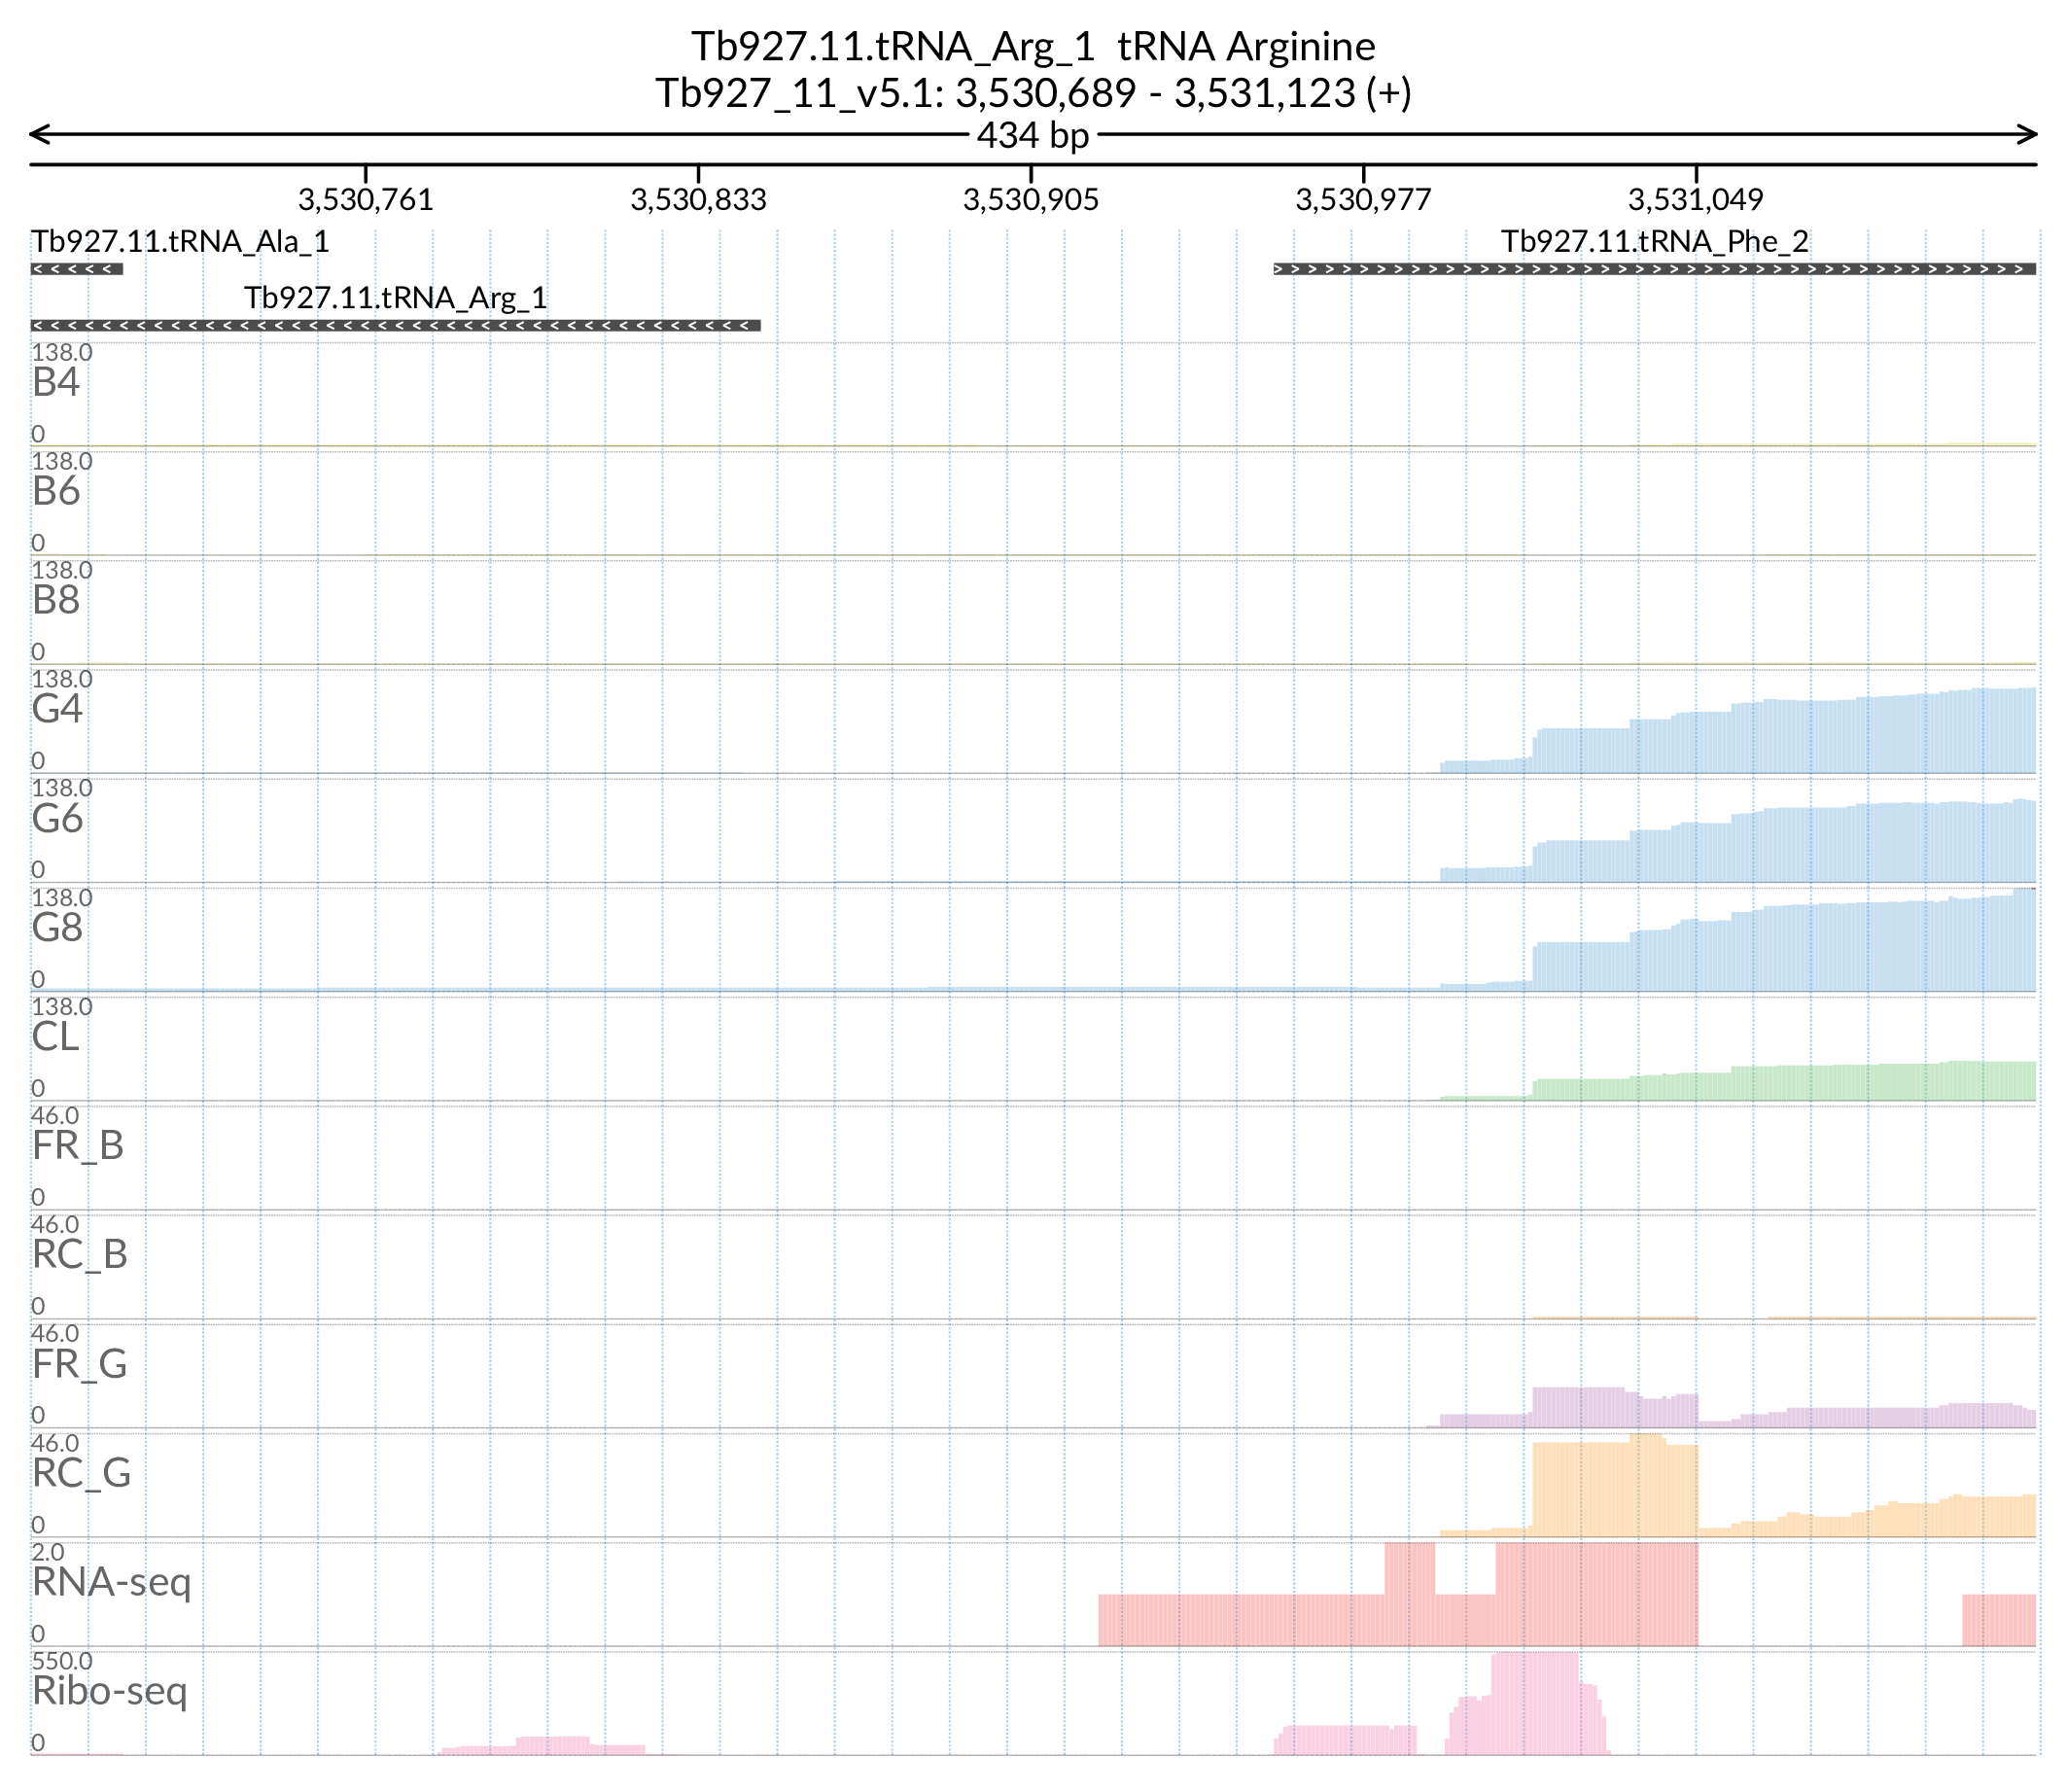 Tb927.11.tRNA_Arg_1 tRNA Arginine
Tb927_11_v5.1: 3,530,689 - 3,531,123 (+)
434 bp
3,530,761 3,530,833 3,530,905 3,530,977 3,531,049
Tb927.11.tRNA_Ala_1 Tb927.11.tRNA_Phe_2
Tb927.11.tRNA_Arg_1
138.0
B4
0
138.0
B6
0
138.0
B8
0
138.0
G4
0
138.0
G6
0
138.0
G8
0
138.0
CL
0
46.0
FR_B
0
46.0
RC_B
0
46.0
FR_G
0
46.0
RC_G
0
2.0
RNA-seq
0
550.0
Ribo-seq
0